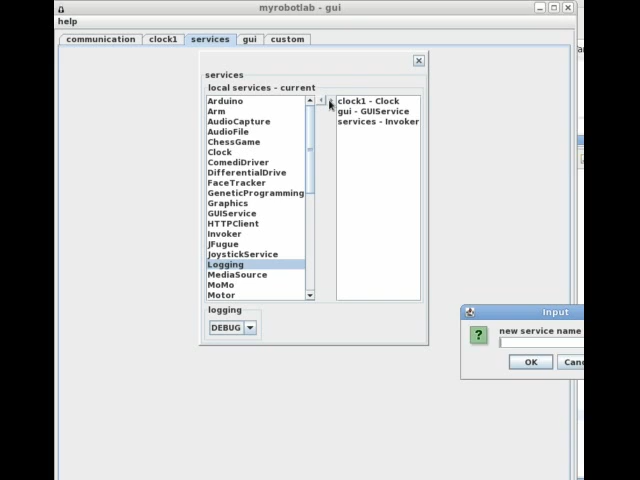 myrobotlab - gui
help
communication
clock1
services
gui
custom
services
local services - current
Arduino
Arm
AudioCapture
AudioFile
ChessGame
Clock
ComediDriver
DifferentialDrive
FaceTracker
GeneticProgramming
Graphics
GUIService
HTTPClient
Invoker
JFugue
JoystickService
Logging
MediaSource
MoMo
Motor
clock1 - Clock
gui - GUIService
services - Invoker
logging
DEBUG
Input
?
new service name
OK
Canc